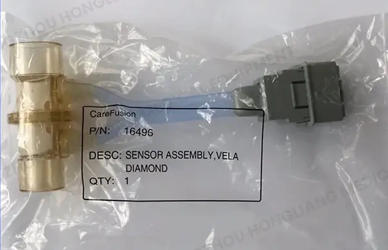 CareFusion
P/N: 16496
DESC: SENSOR ASSEMBLY,VELA
DIAMOND
QTY: 1